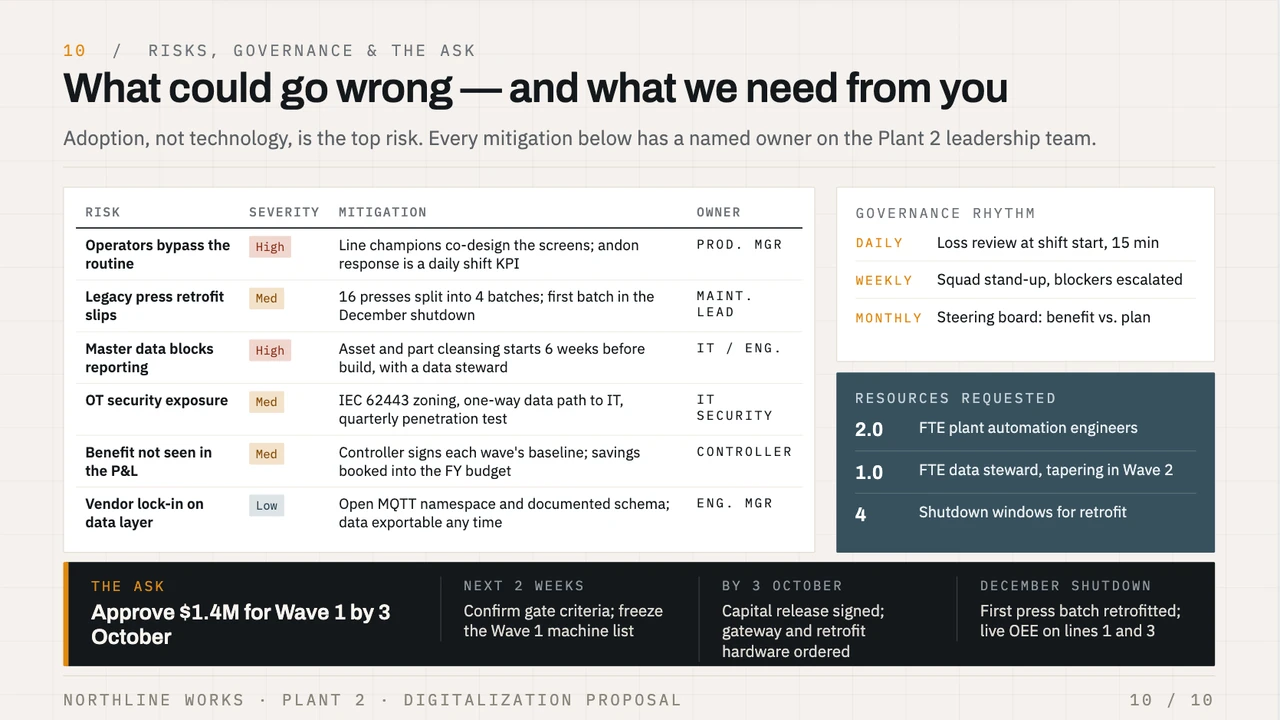 10 / RISKS, GOVERNANCE & THE ASK
What could go wrong — and what we need from you
Adoption, not technology, is the top risk. Every mitigation below has a named owner on the Plant 2 leadership team.
RISK SEVERITY MITIGATION OWNER
Operators bypass the routine High Line champions co-design the screens; andon response is a daily shift KPI PROD. MGR
Legacy press retrofit slips Med 16 presses split into 4 batches; first batch in the December shutdown MAINT. LEAD
Master data blocks reporting High Asset and part cleansing starts 6 weeks before build, with a data steward IT / ENG.
OT security exposure Med IEC 62443 zoning, one-way data path to IT, quarterly penetration test IT SECURITY
Benefit not seen in the P&L Med Controller signs each wave's baseline; savings booked into the FY budget CONTROLLER
Vendor lock-in on data layer Low Open MQTT namespace and documented schema; data exportable any time ENG. MGR
GOVERNANCE RHYTHM
DAILY Loss review at shift start, 15 min
WEEKLY Squad stand-up, blockers escalated
MONTHLY Steering board: benefit vs. plan
RESOURCES REQUESTED
2.0 FTE plant automation engineers
1.0 FTE data steward, tapering in Wave 2
4 Shutdown windows for retrofit
THE ASK
Approve $1.4M for Wave 1 by 3
October
NEXT 2 WEEKS
Confirm gate criteria; freeze
the Wave 1 machine list
BY 3 OCTOBER
Capital release signed;
gateway and retrofit
hardware ordered
DECEMBER SHUTDOWN
First press batch retrofitted;
live OEE on lines 1 and 3
NORTHLINE WORKS · PLANT 2 · DIGITALIZATION PROPOSAL
10 / 10